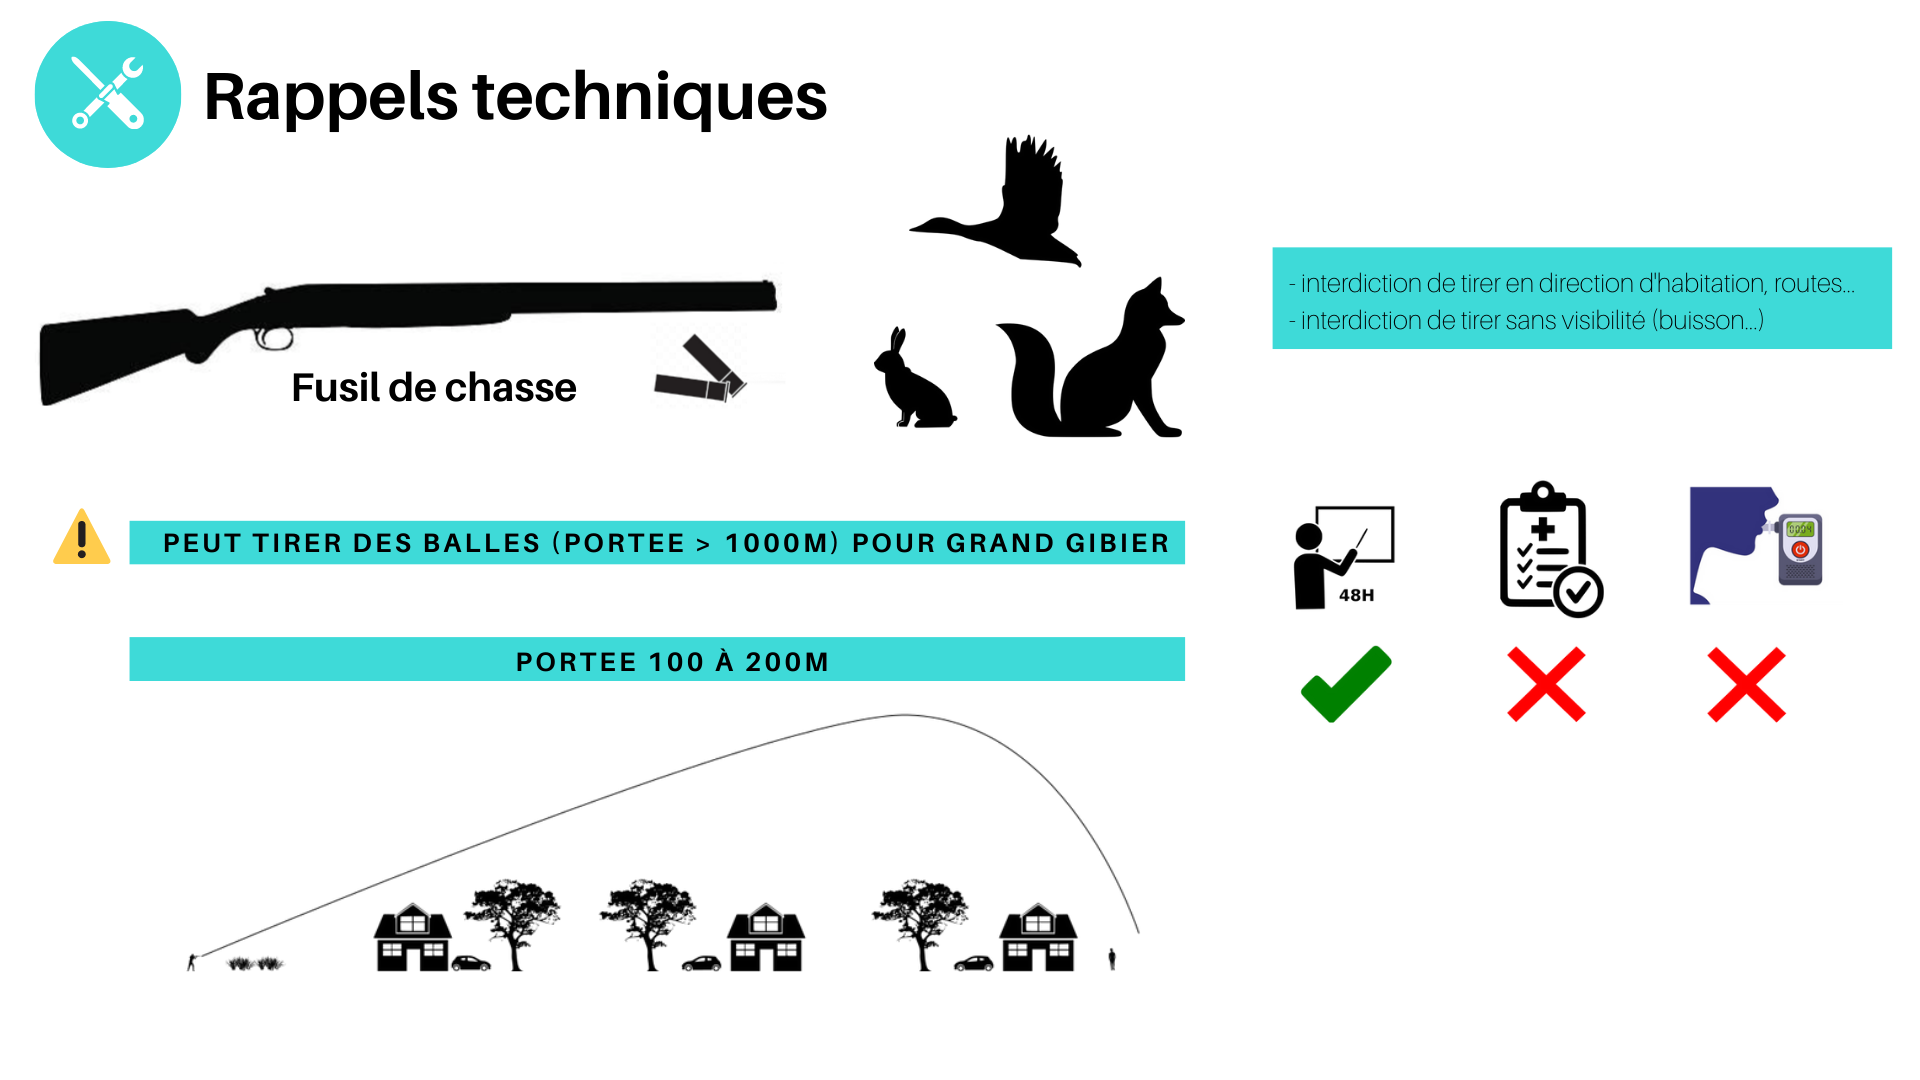 Rappels techniques
- interdiction de tirer en direction d'habitation, routes...
- interdiction de tirer sans visibilité (buisson...)
Fusil de chasse
PEUT TIRER DES BALLES (PORTEE > 1000M) POUR GRAND GIBIER
48H
PORTEE 100 À 200M